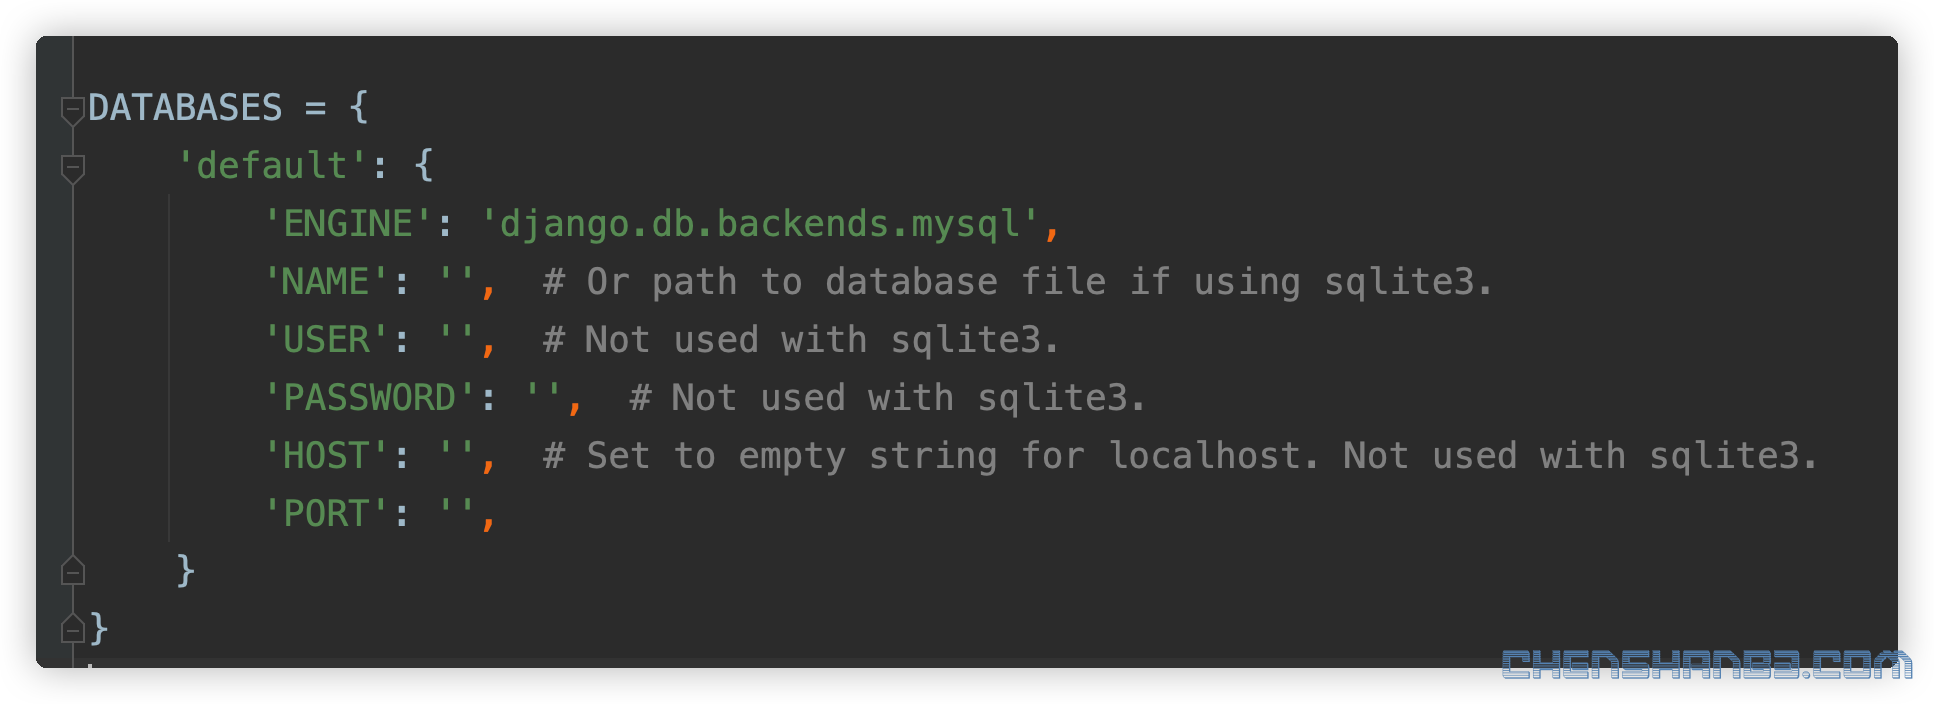 DATABASES = {
    'default': {
        'ENGINE': 'django.db.backends.mysql',
        'NAME': '',  # Or path to database file if using sqlite3.
        'USER': '',  # Not used with sqlite3.
        'PASSWORD': '',  # Not used with sqlite3.
        'HOST': '',  # Set to empty string for localhost. Not used with sqlite3.
        'PORT': '',
    }
}
CHENSHAN83.COM